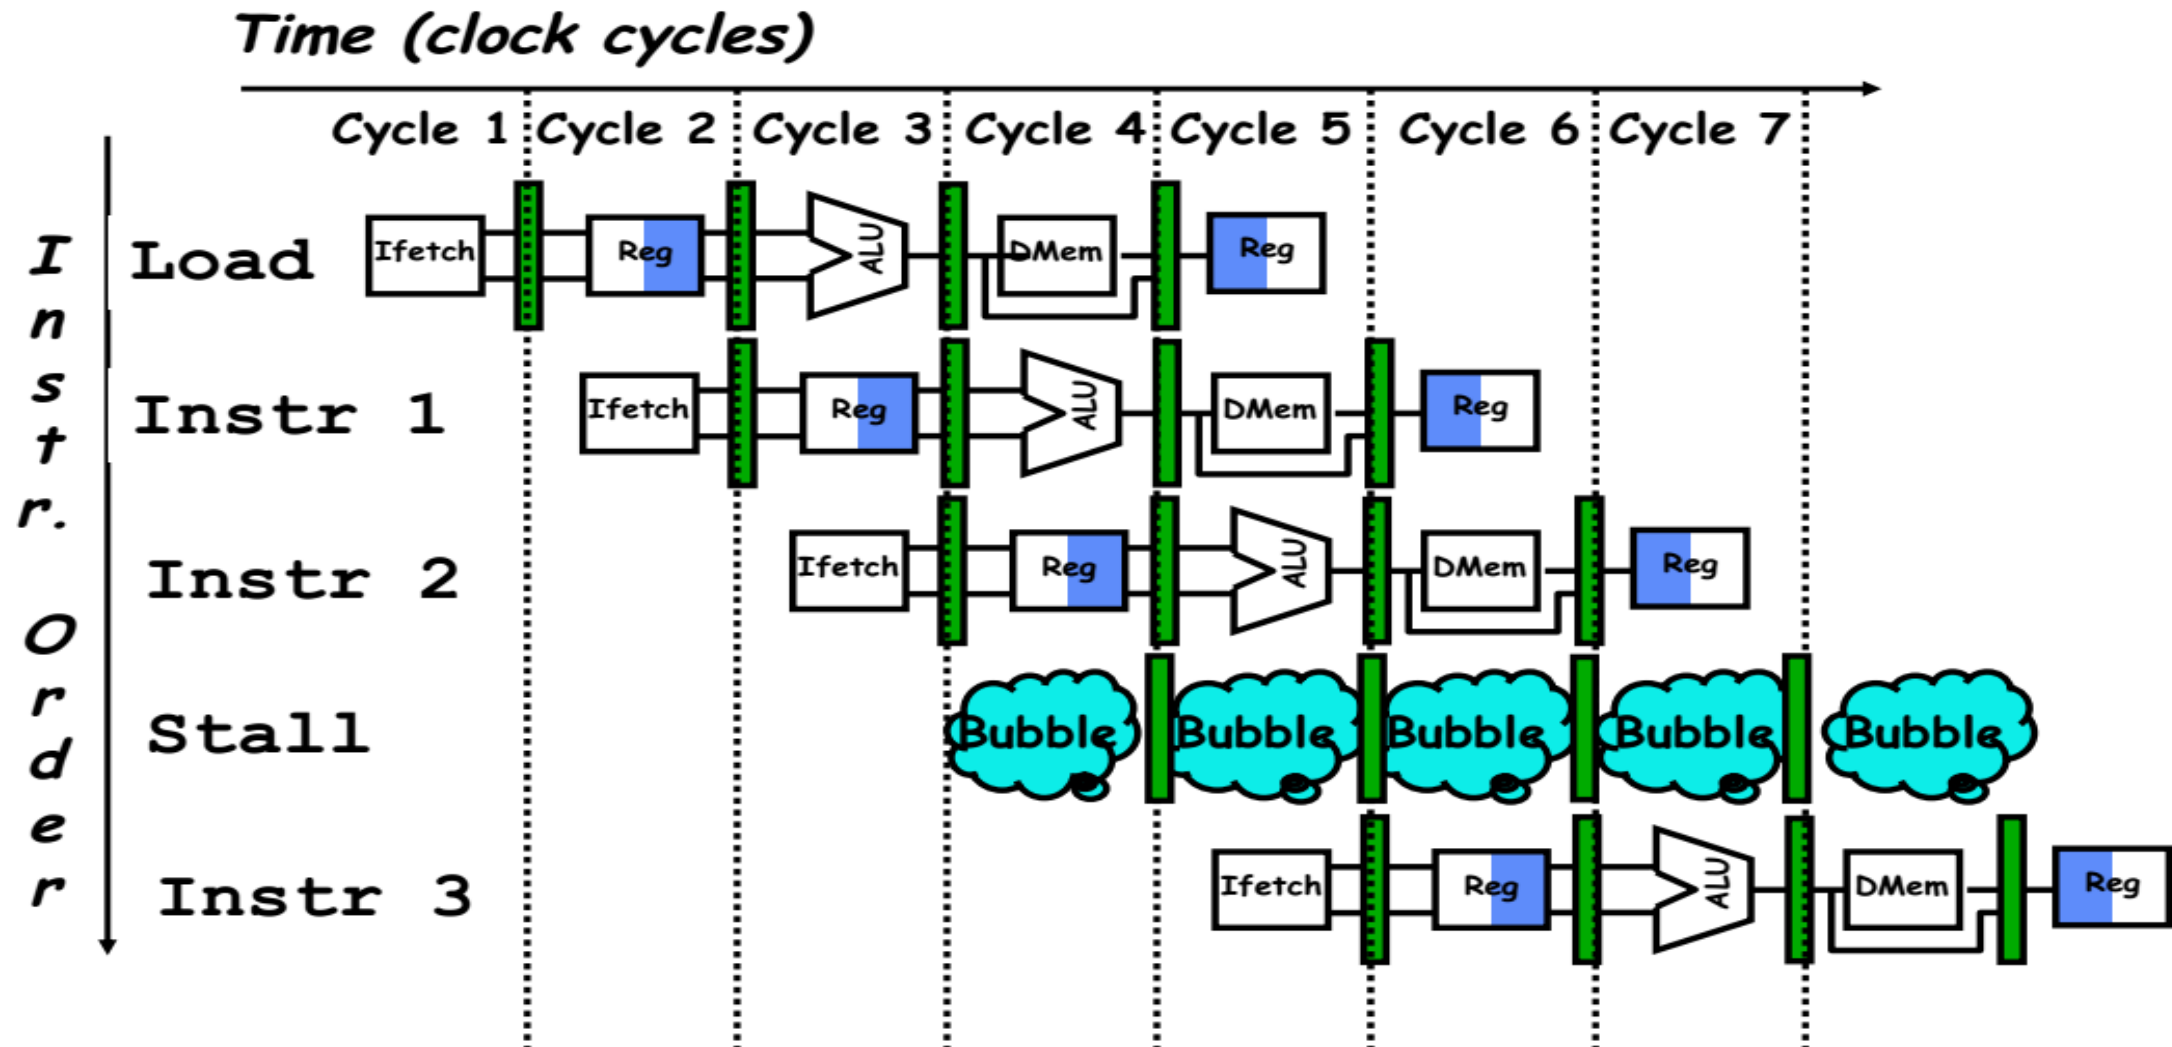 Time (clock cycles)
Cycle 1 Cycle 2 Cycle 3 Cycle 4 Cycle 5 Cycle 6 Cycle 7
Instr. Order
Load Ifetch Reg ALU DMem Reg
Instr 1 Ifetch Reg ALU DMem Reg
Instr 2 Ifetch Reg ALU DMem Reg
Stall Bubble Bubble Bubble Bubble Bubble
Instr 3 Ifetch Reg ALU DMem Reg